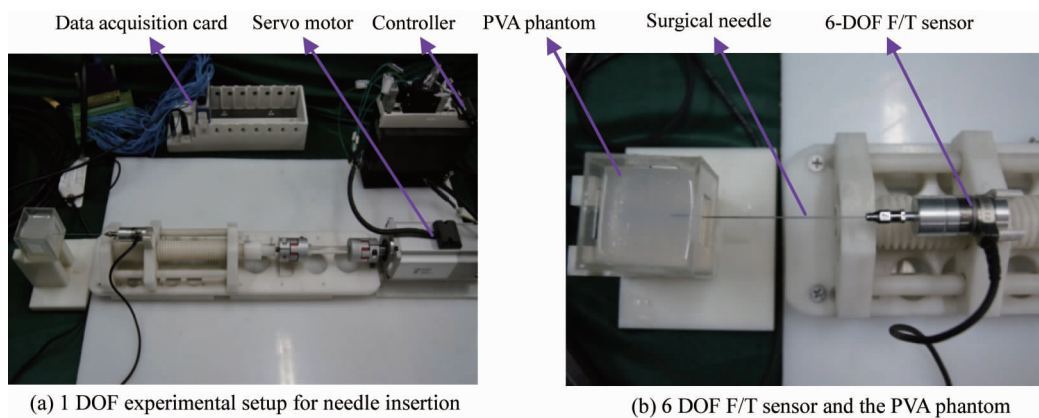 Data acquisition card Servo motor Controller PVA phantom Surgical needle 6-DOF F/T sensor
(a) 1 DOF experimental setup for needle insertion
(b) 6 DOF F/T sensor and the PVA phantom